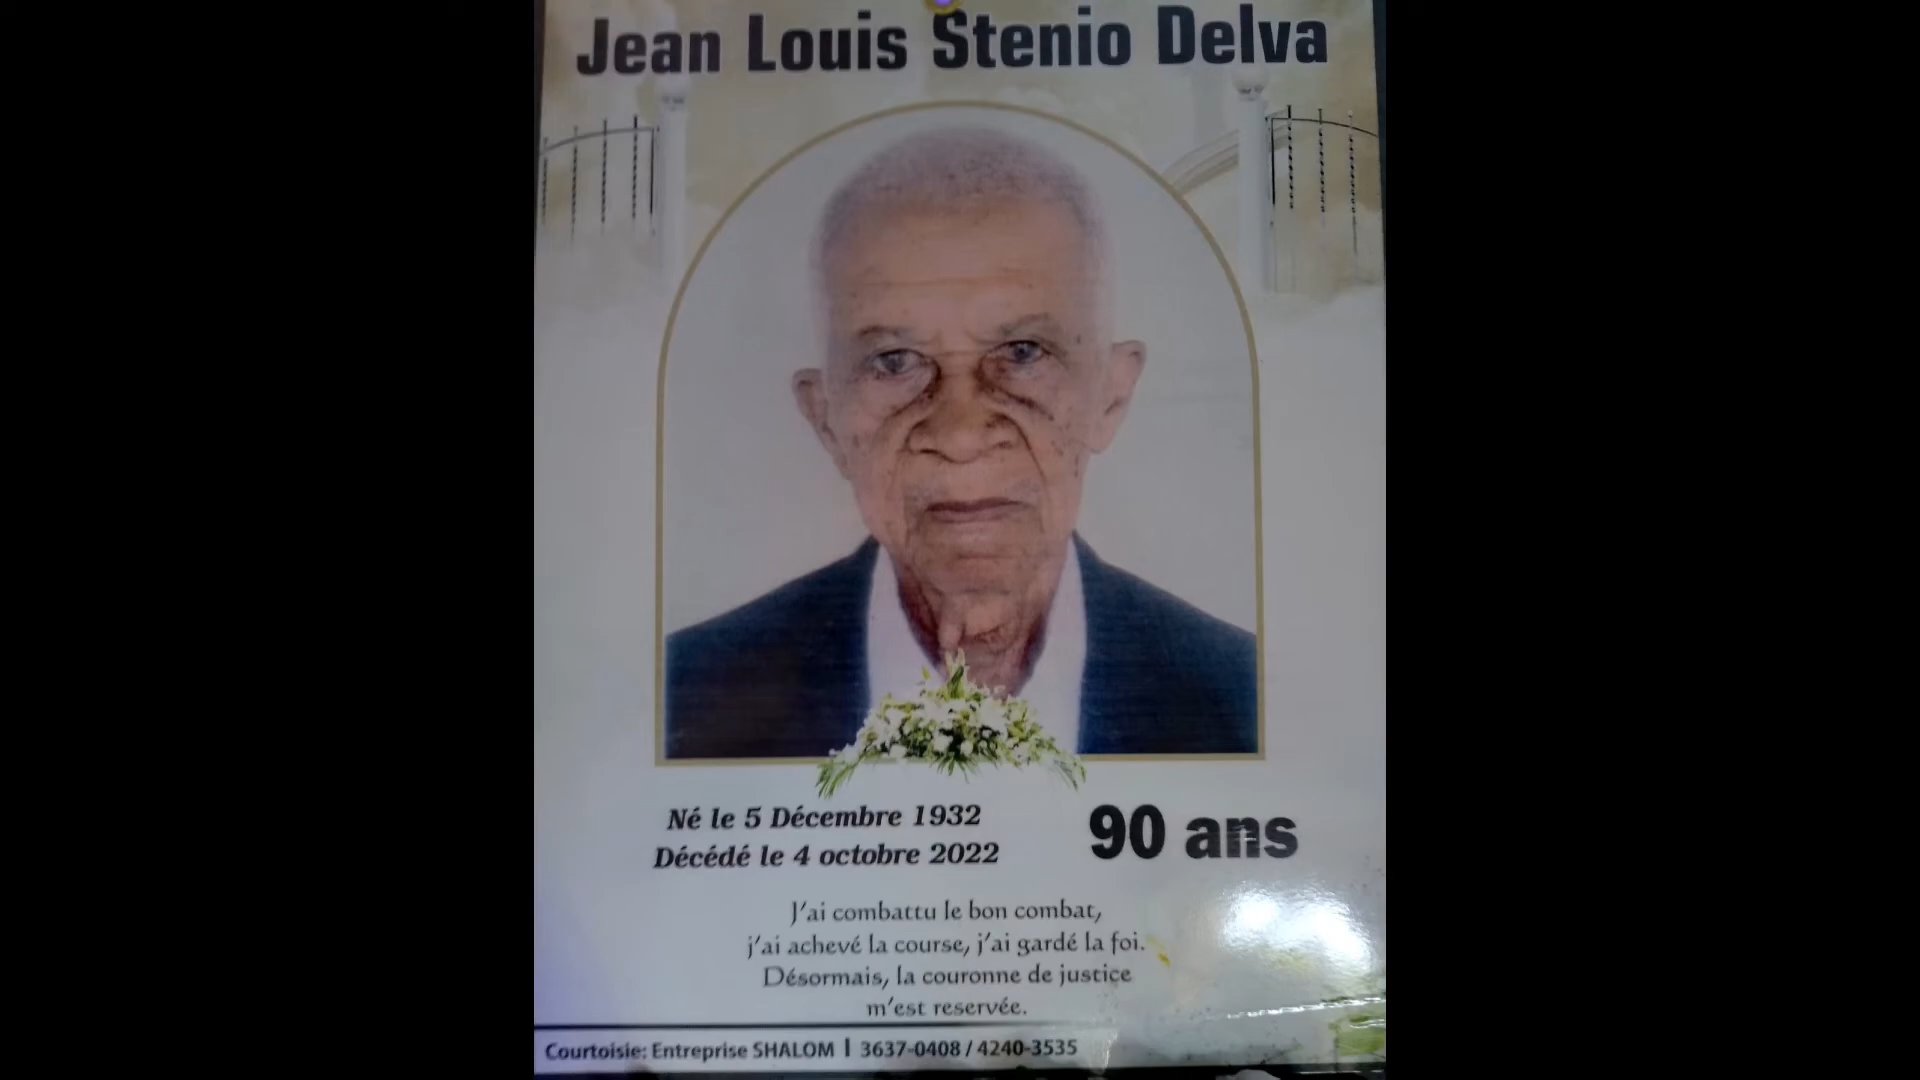 Jean Louis Stenio Delva
Né le 5 Décembre 1932
Décédé le 4 octobre 2022
90 ans
J'ai combattu le bon combat,
j'ai achevé la course, j'ai gardé la foi.
Désormais, la couronne de justice
m'est reservée.
Courtoisie: Entreprise SHALOM | 3637-0408 / 4240-3535